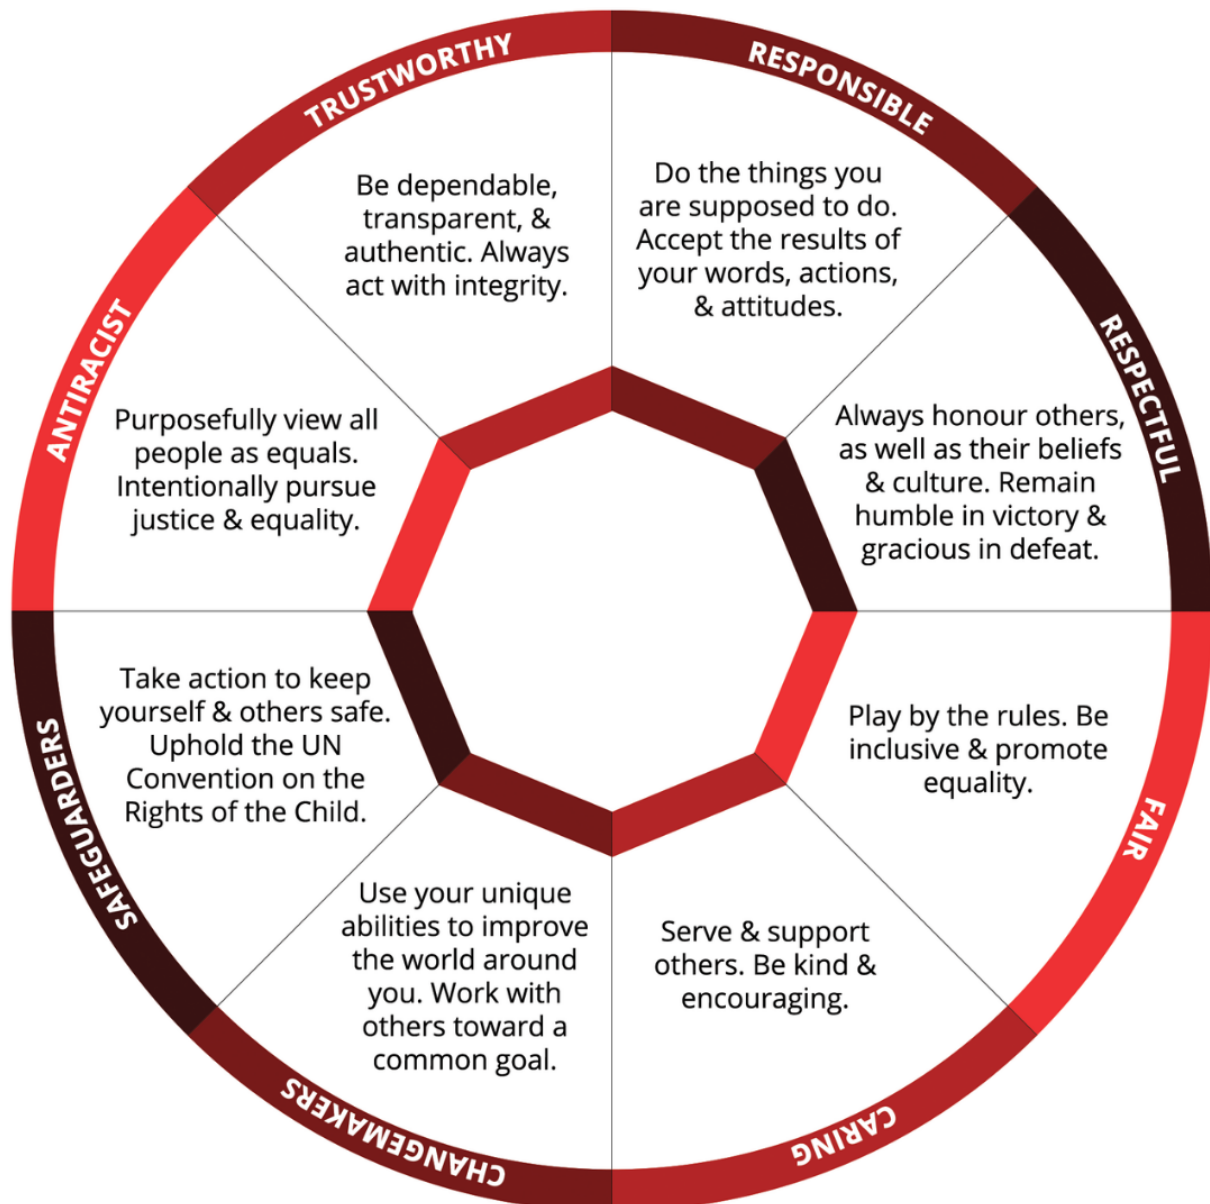 TRUSTWORTHY
Be dependable,
transparent, &
authentic. Always
act with integrity.
RESPONSIBLE
Do the things you
are supposed to do.
Accept the results of
your words, actions,
& attitudes.
RESPECTFUL
Always honour others,
as well as their beliefs
& culture. Remain
humble in victory &
gracious in defeat.
FAIR
Play by the rules. Be
inclusive & promote
equality.
CARING
Serve & support
others. Be kind &
encouraging.
CHANGEMAKERS
Use your unique
abilities to improve
the world around
you. Work with
others toward a
common goal.
SAFEGUARDERS
Take action to keep
yourself & others safe.
Uphold the UN
Convention on the
Rights of the Child.
ANTIRACIST
Purposefully view all
people as equals.
Intentionally pursue
justice & equality.